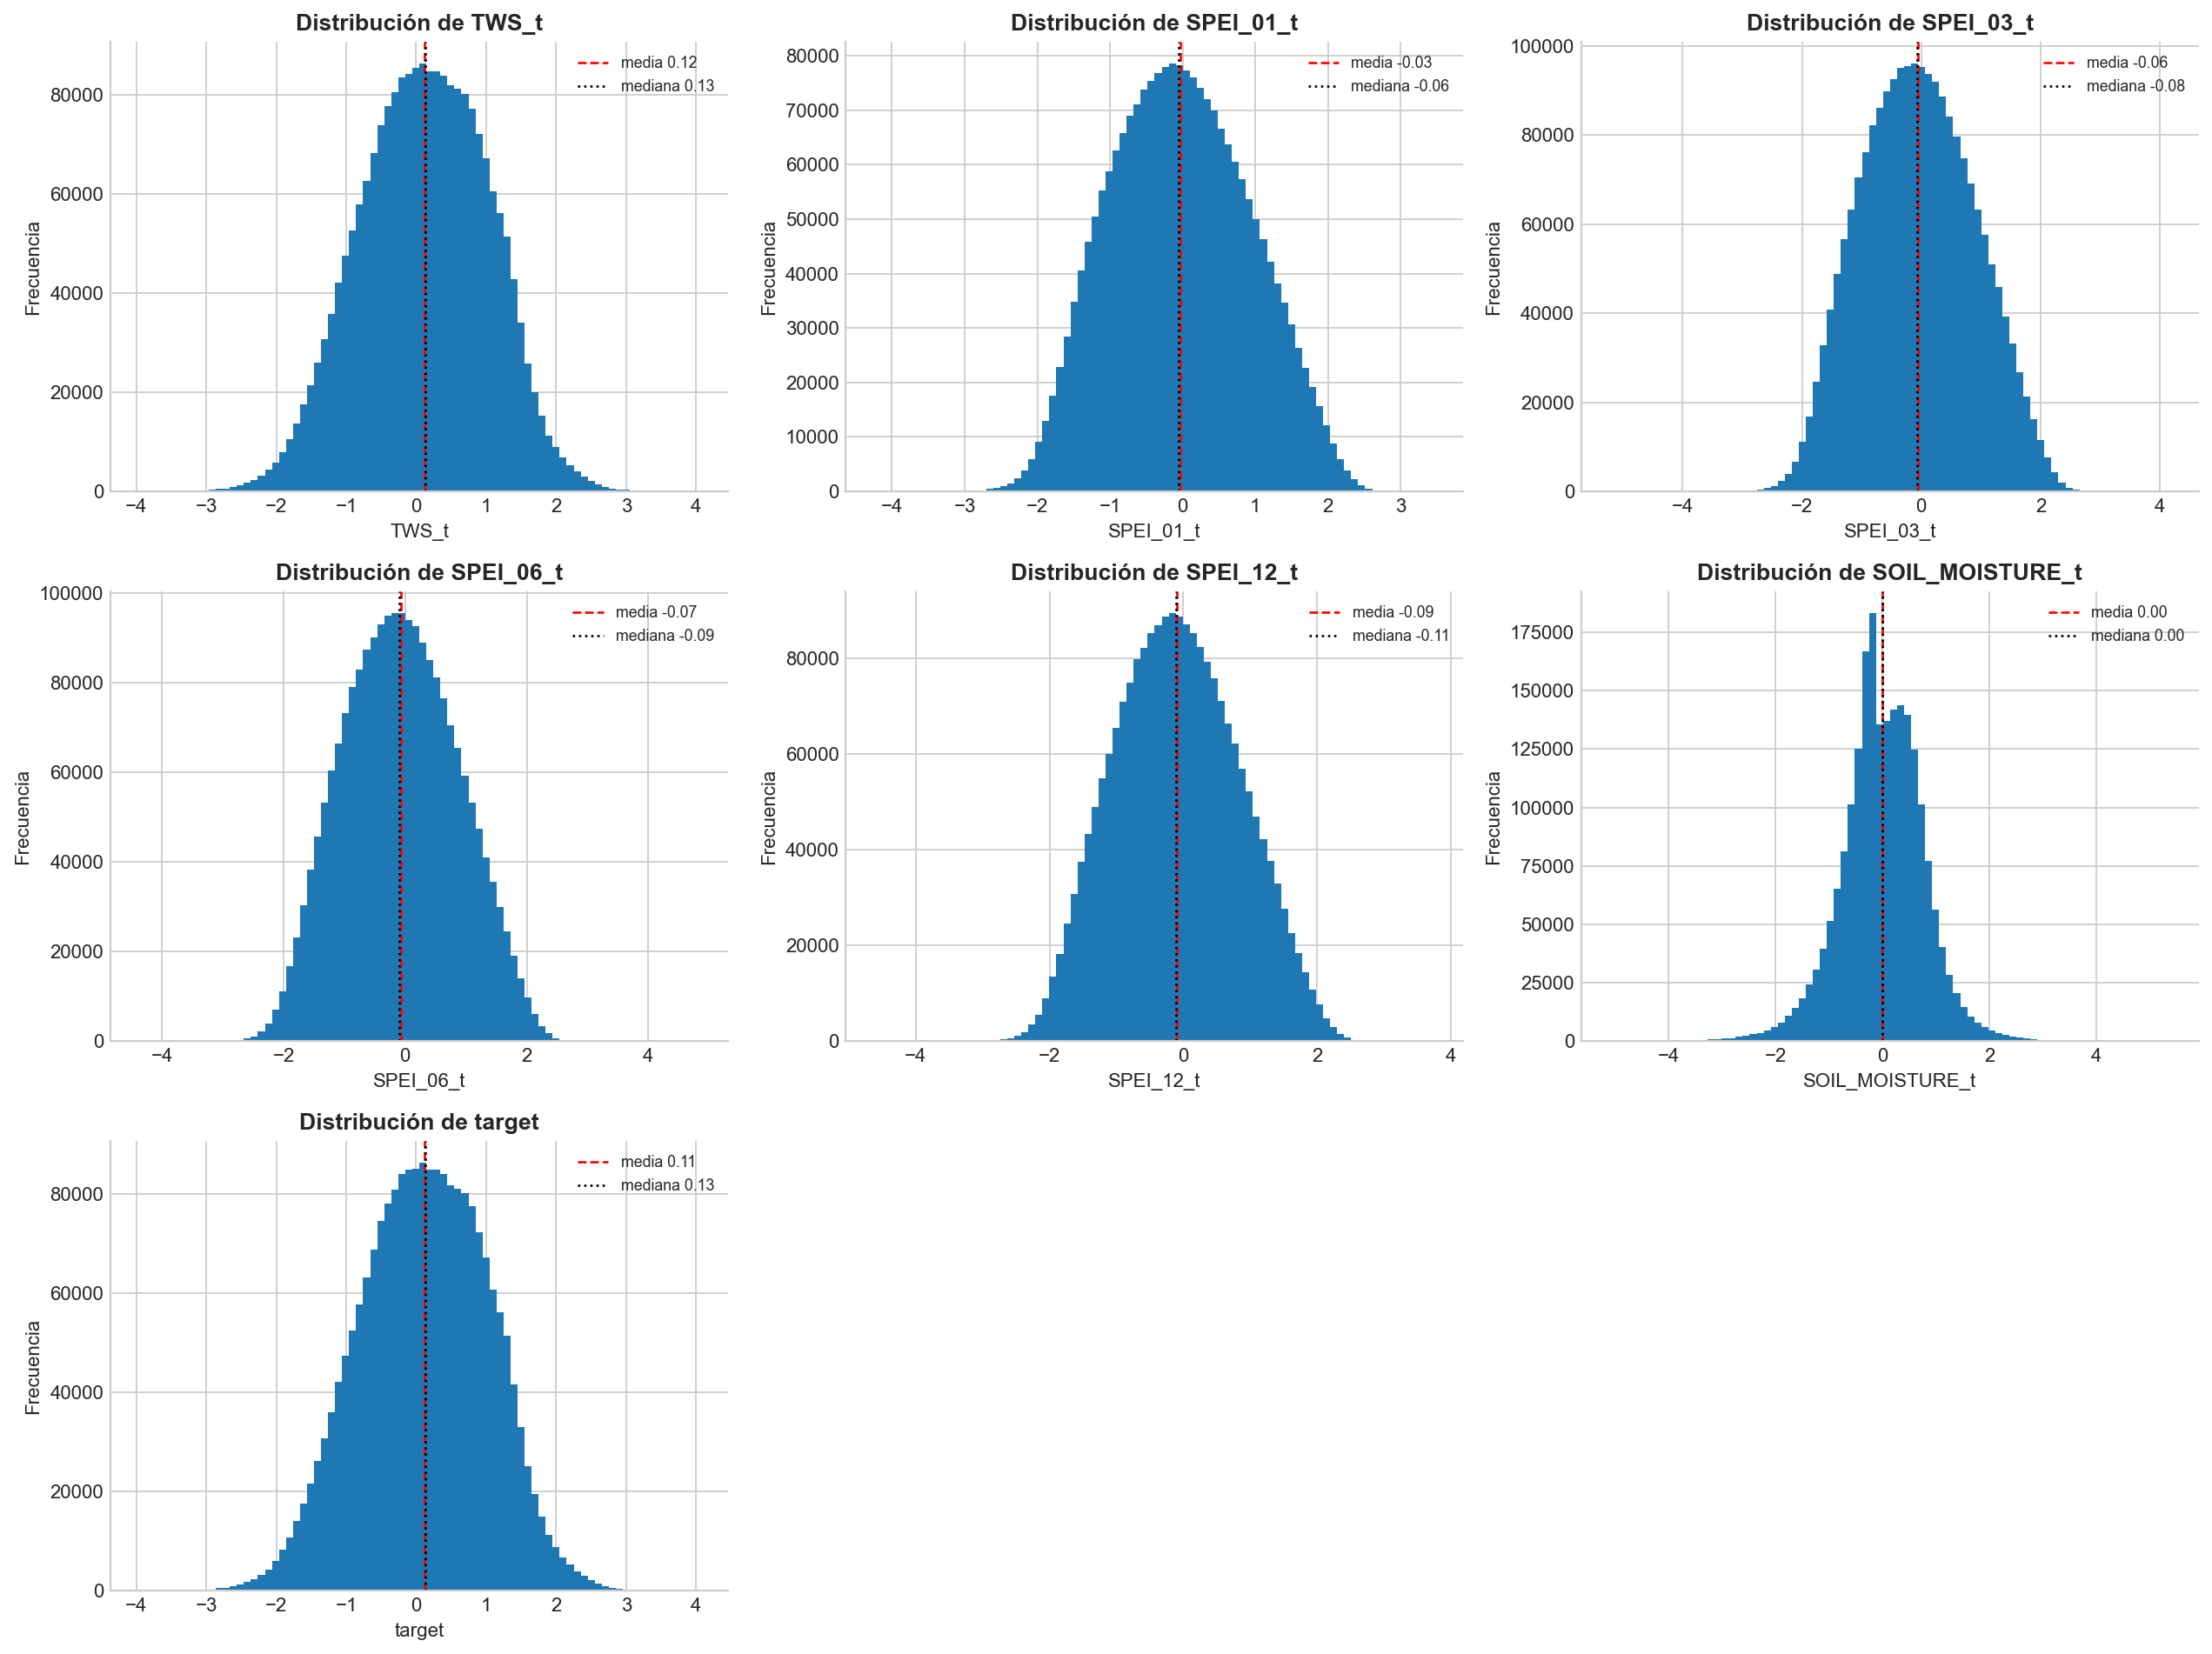 Distribución de TWS_t
media 0.12
mediana 0.13
Frecuencia
80000
60000
40000
20000
0
−4 −3 −2 −1 0 1 2 3 4
TWS_t
Distribución de SPEI_01_t
media -0.03
mediana -0.06
Frecuencia
80000
70000
60000
50000
40000
30000
20000
10000
0
−4 −3 −2 −1 0 1 2 3
SPEI_01_t
Distribución de SPEI_03_t
media -0.06
mediana -0.08
Frecuencia
100000
80000
60000
40000
20000
0
−4 −2 0 2 4
SPEI_03_t
Distribución de SPEI_06_t
media -0.07
mediana -0.09
Frecuencia
100000
80000
60000
40000
20000
0
−4 −2 0 2 4
SPEI_06_t
Distribución de SPEI_12_t
media -0.09
mediana -0.11
Frecuencia
80000
60000
40000
20000
0
−4 −2 0 2 4
SPEI_12_t
Distribución de SOIL_MOISTURE_t
media 0.00
mediana 0.00
Frecuencia
175000
150000
125000
100000
75000
50000
25000
0
−4 −2 0 2 4
SOIL_MOISTURE_t
Distribución de target
media 0.11
mediana 0.13
Frecuencia
80000
60000
40000
20000
0
−4 −3 −2 −1 0 1 2 3 4
target